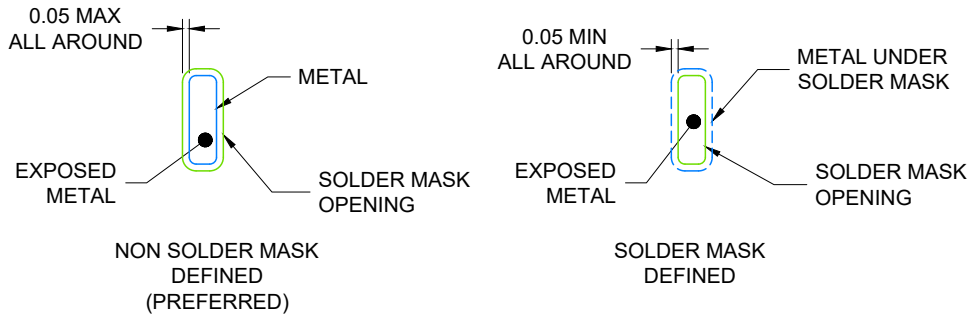 0.05 MAX
ALL AROUND
METAL
EXPOSED
METAL
SOLDER MASK
OPENING
NON SOLDER MASK
DEFINED
(PREFERRED)
0.05 MIN
ALL AROUND
METAL UNDER
SOLDER MASK
EXPOSED
METAL
SOLDER MASK
OPENING
SOLDER MASK
DEFINED